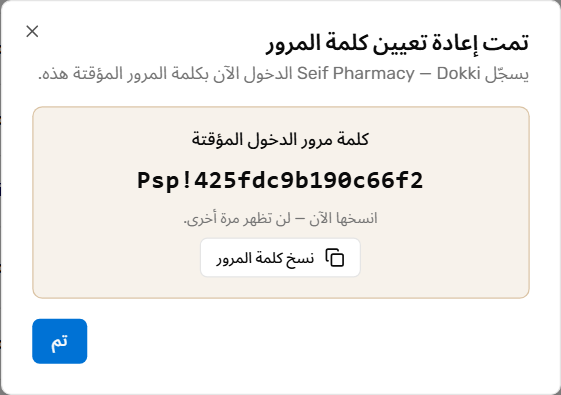 تمت إعادة تعيين كلمة المرور
يسجّل Seif Pharmacy — Dokki الدخول الآن بكلمة المرور المؤقتة هذه.
كلمة مرور الدخول المؤقتة
Psp!425fdc9b190c66f2
انسخها الآن — لن تظهر مرة أخرى.
نسخ كلمة المرور
تم